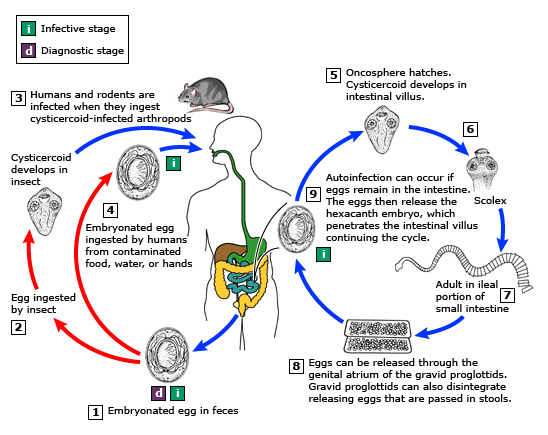 i Infective stage
d Diagnostic stage
3 Humans and rodents are
infected when they ingest
cysticercoid-infected arthropods
Cysticercoid
develops in
insect
i
4
Embryonated egg
ingested by humans
from contaminated
food, water, or hands
Egg ingested
by insect
2
d i
1 Embryonated egg in feces
5 Oncosphere hatches.
Cysticercoid develops in
intestinal villus.
6
Scolex
Autoinfection can occur if
9 eggs remain in the intestine.
The eggs then release the
hexacanth embryo, which
penetrates the intestinal villus
continuing the cycle.
i
Adult in ileal
portion of
small intestine
7
8 Eggs can be released through the
genital atrium of the gravid proglottids.
Gravid proglottids can also disintegrate
releasing eggs that are passed in stools.